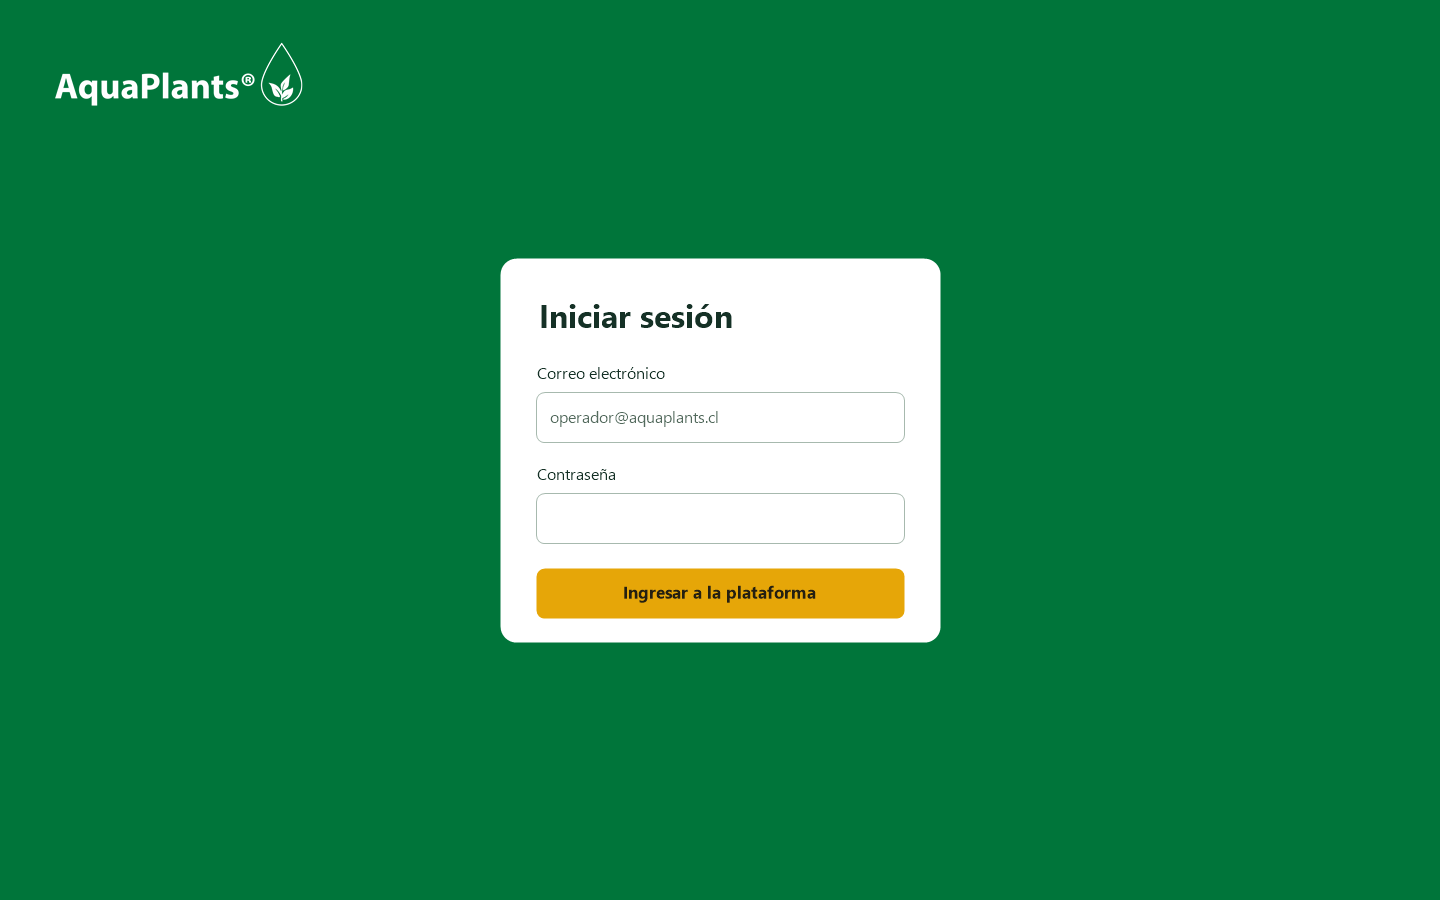 AquaPlants®
Iniciar sesión
Correo electrónico
operador@aquaplants.cl
Contraseña
Ingresar a la plataforma